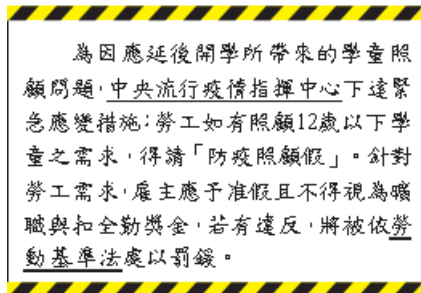 為因應延後開學所帶來的學童照
顧問題，中央流行疫情指揮中心下達緊
急應變措施：勞工如有照顧12歲以下學
童之需求，得請「防疫照顧假」。針對
勞工需求，雇主應予准假且不得視為曠
職與扣全勤獎金，若有違反，將被依勞
動基準法處以罰鍰。